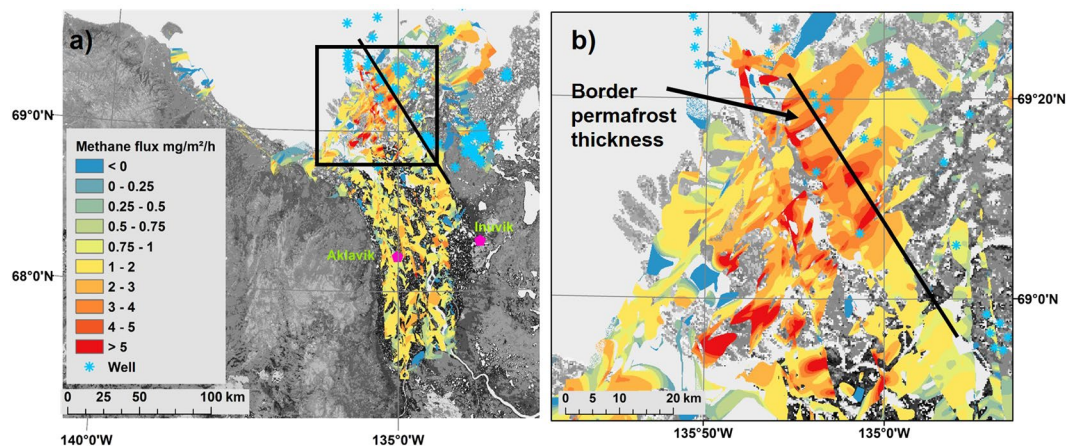 a)
69°0'N
68°0'N
Methane flux mg/m²/h
< 0
0 - 0.25
0.25 - 0.5
0.5 - 0.75
0.75 - 1
1 - 2
2 - 3
3 - 4
4 - 5
> 5
Well
0 25 50 100 km
Inuvik
Aklavik
140°0'W
135°0'W
b)
Border
permafrost
thickness
69°20'N
69°0'N
0 5 10 20 km
135°50'W
135°0'W